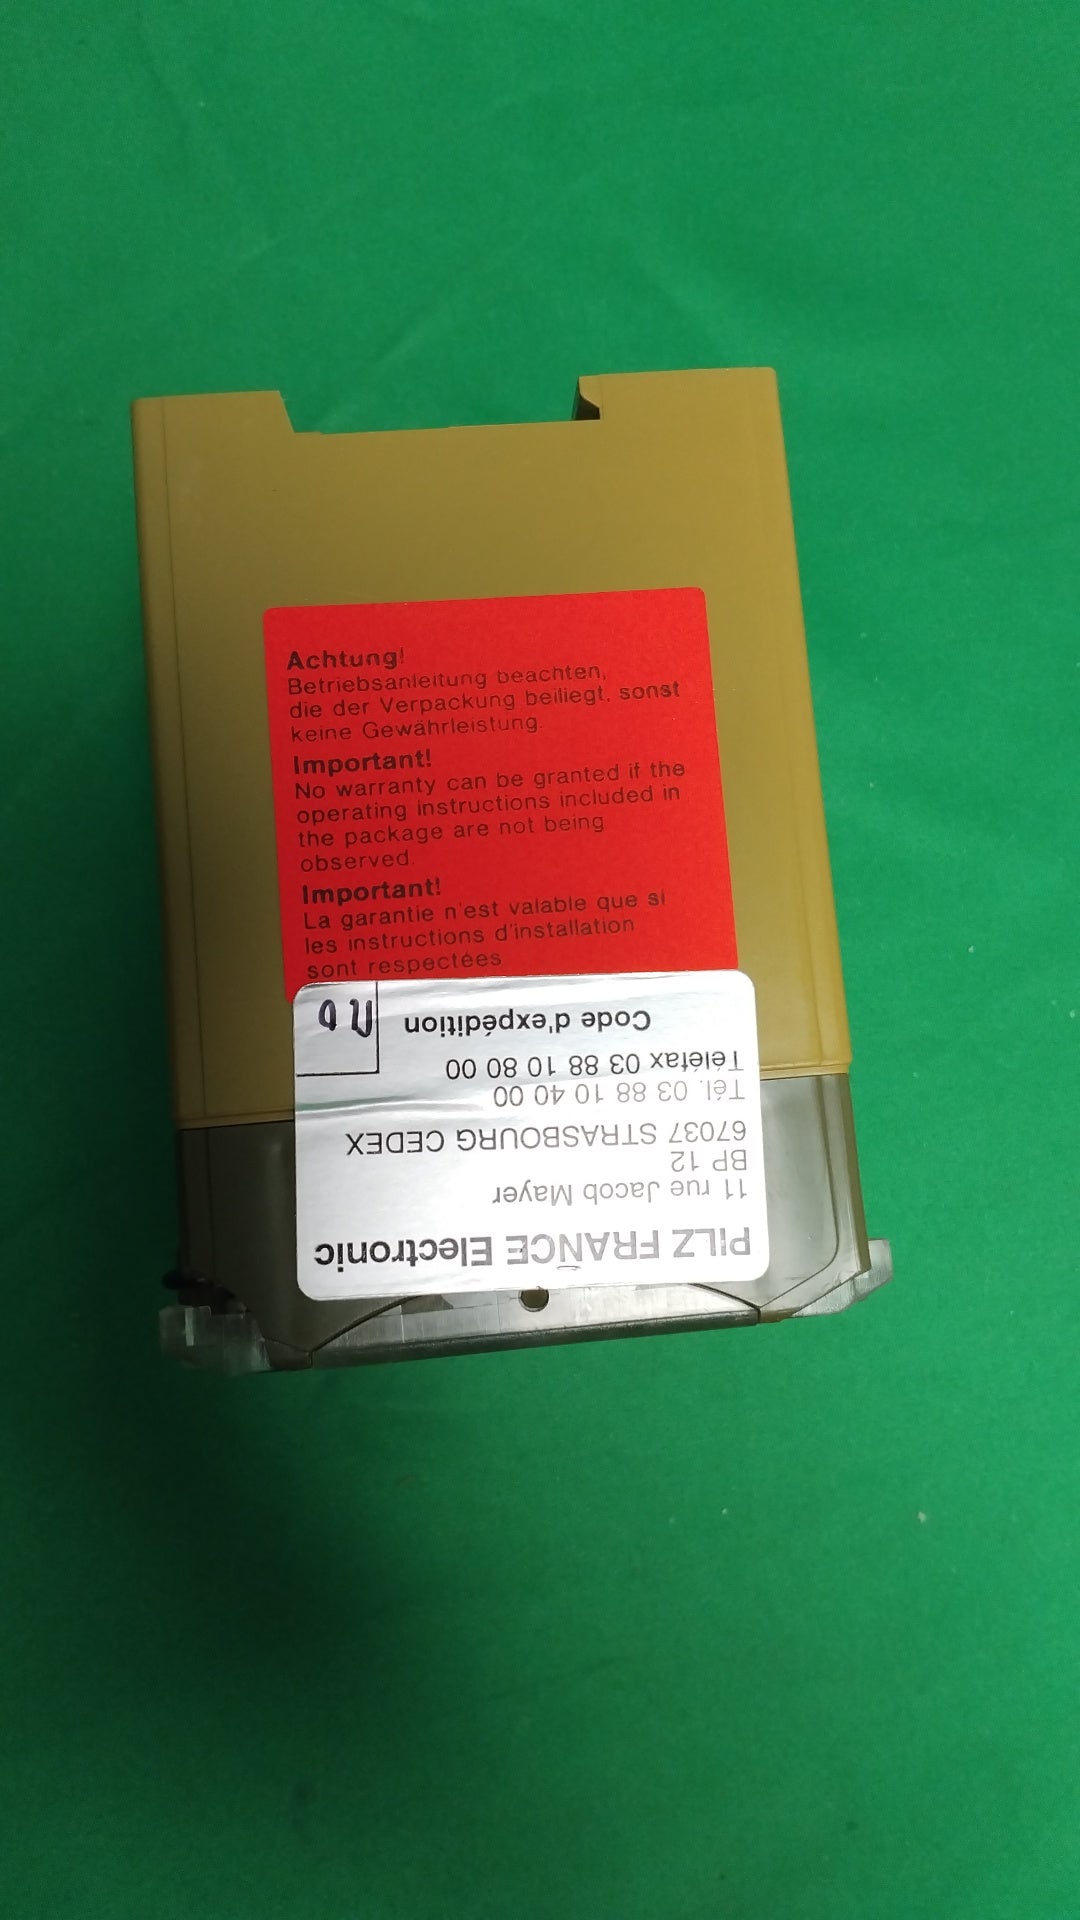 Achtung!
Betriebsanleitung beachten,
die der Verpackung beiliegt, sonst
keine Gewährleistung.
Important!
No warranty can be granted if the
operating instructions included in
the package are not being
observed.
Important!
La garantie n'est valable que si
les instructions d'installation
sont respectées
PILZ FRANCE Electronic
11 rue Jacob Mayer
BP 12
67037 STRASBOURG CEDEX
Tél. 03 88 10 40 00
Téléfax 03 88 10 80 00
Code d'expédition